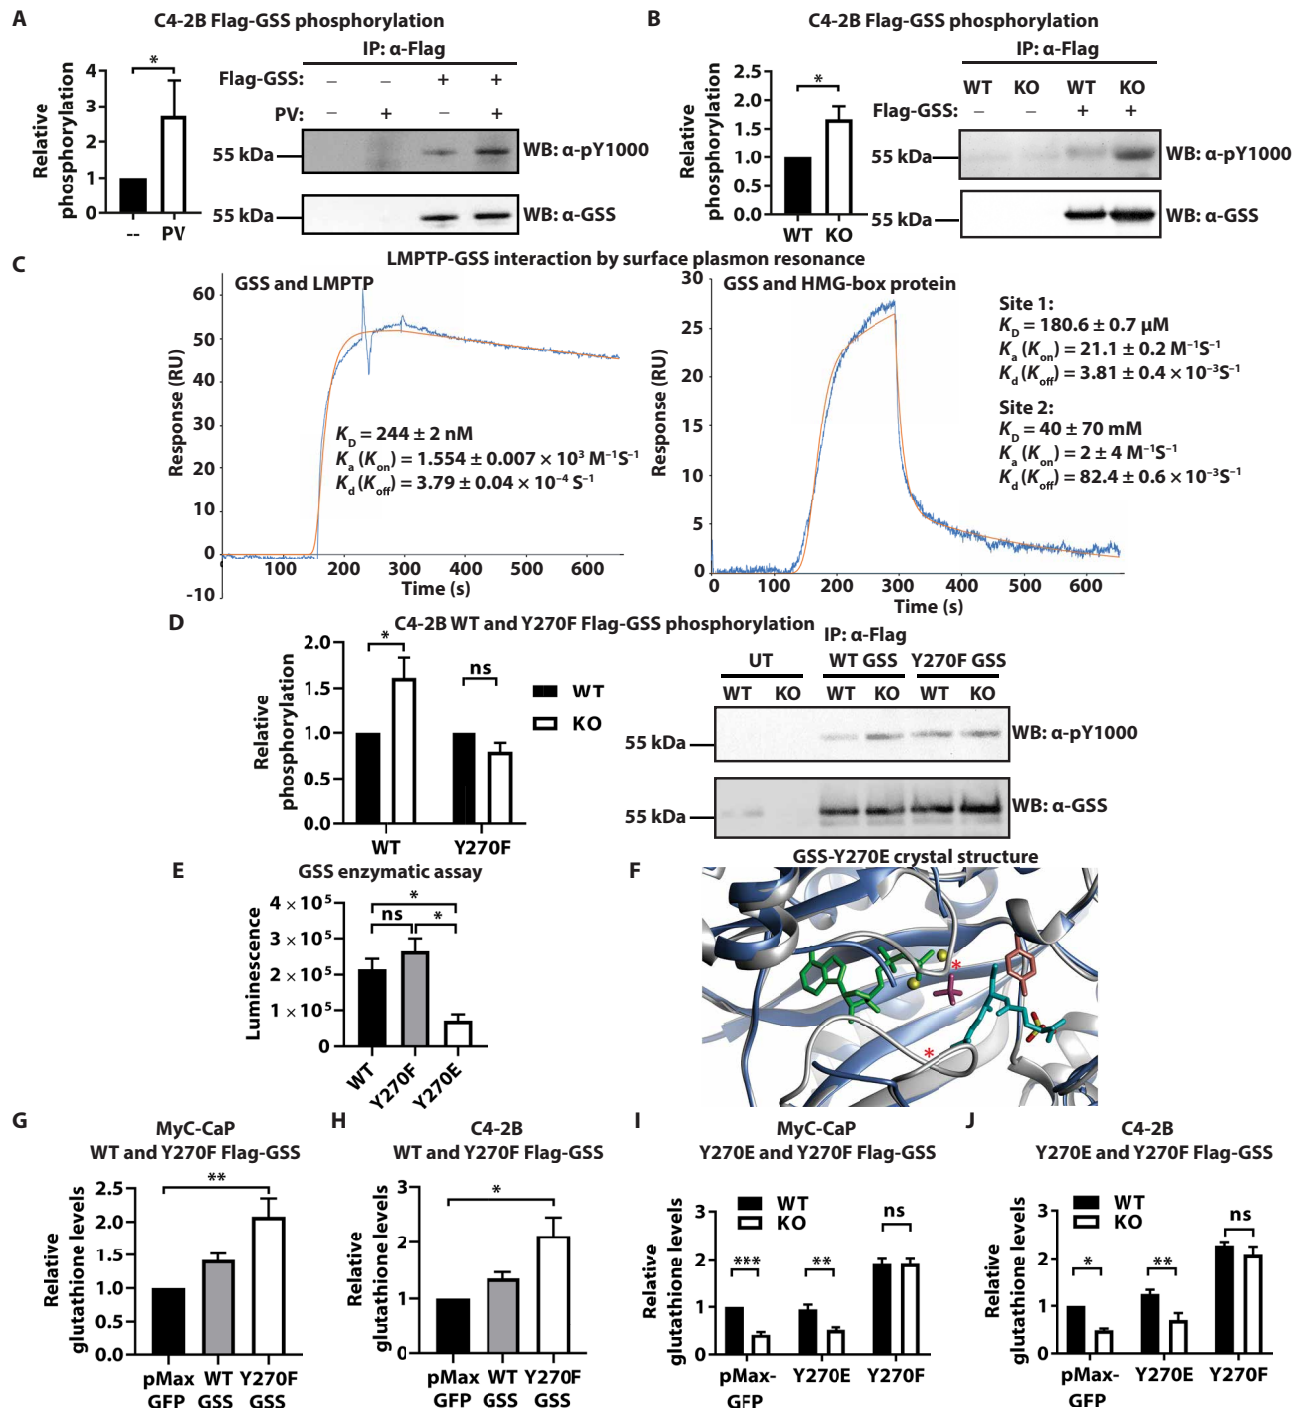 A
C4-2B Flag-GSS phosphorylation
Relative
phosphorylation
4
3
2
1
0
*
--
PV
IP: α-Flag
Flag-GSS: – – + +
PV: – + – +
55 kDa
WB: α-pY1000
55 kDa
WB: α-GSS
B
C4-2B Flag-GSS phosphorylation
Relative
phosphorylation
2.5
2.0
1.5
1.0
0.5
0.0
*
WT KO
IP: α-Flag
WT KO WT KO
Flag-GSS: – – + +
55 kDa
WB: α-pY1000
55 kDa
WB: α-GSS
C
LMPTP-GSS interaction by surface plasmon resonance
GSS and LMPTP
Response (RU)
60
50
40
50
20
10
0
-10
100 200 300 400 500 600
Time (s)
K_D = 244 ± 2 nM
K_a (K_on) = 1.554 ± 0.007 × 10³ M⁻¹S⁻¹
K_d (K_off) = 3.79 ± 0.04 × 10⁻⁴ S⁻¹
GSS and HMG-box protein
Response (RU)
30
25
20
15
10
5
0
0 100 200 300 400 500 600
Time (s)
Site 1:
K_D = 180.6 ± 0.7 µM
K_a (K_on) = 21.1 ± 0.2 M⁻¹S⁻¹
K_d (K_off) = 3.81 ± 0.4 × 10⁻³S⁻¹
Site 2:
K_D = 40 ± 70 mM
K_a (K_on) = 2 ± 4 M⁻¹S⁻¹
K_d (K_off) = 82.4 ± 0.6 × 10⁻³S⁻¹
D
C4-2B WT and Y270F Flag-GSS phosphorylation
Relative
phosphorylation
2.0
1.5
1.0
0.5
0.0
*
ns
WT
KO
WT Y270F
IP: α-Flag
UT WT GSS Y270F GSS
WT KO WT KO WT KO
55 kDa
WB: α-pY1000
55 kDa
WB: α-GSS
E
GSS enzymatic assay
Luminescence
4 × 10⁵
3 × 10⁵
2 × 10⁵
1 × 10⁵
0
*
ns *
WT Y270F Y270E
F
GSS-Y270E crystal structure
*
*
G
MyC-CaP
WT and Y270F Flag-GSS
Relative
glutathione levels
2.5
2.0
1.5
1.0
0.5
0.0
**
pMax WT Y270F
GFP GSS GSS
H
C4-2B
WT and Y270F Flag-GSS
Relative
glutathione levels
3
2
1
0
*
pMax WT Y270F
GFP GSS GSS
I
MyC-CaP
Y270E and Y270F Flag-GSS
Relative
glutathione levels
3
2
1
0
WT
KO
*** ** ns
pMax- Y270E Y270F
GFP
J
C4-2B
Y270E and Y270F Flag-GSS
Relative
glutathione levels
3
2
1
0
WT
KO
* ** ns
pMax- Y270E Y270F
GFP